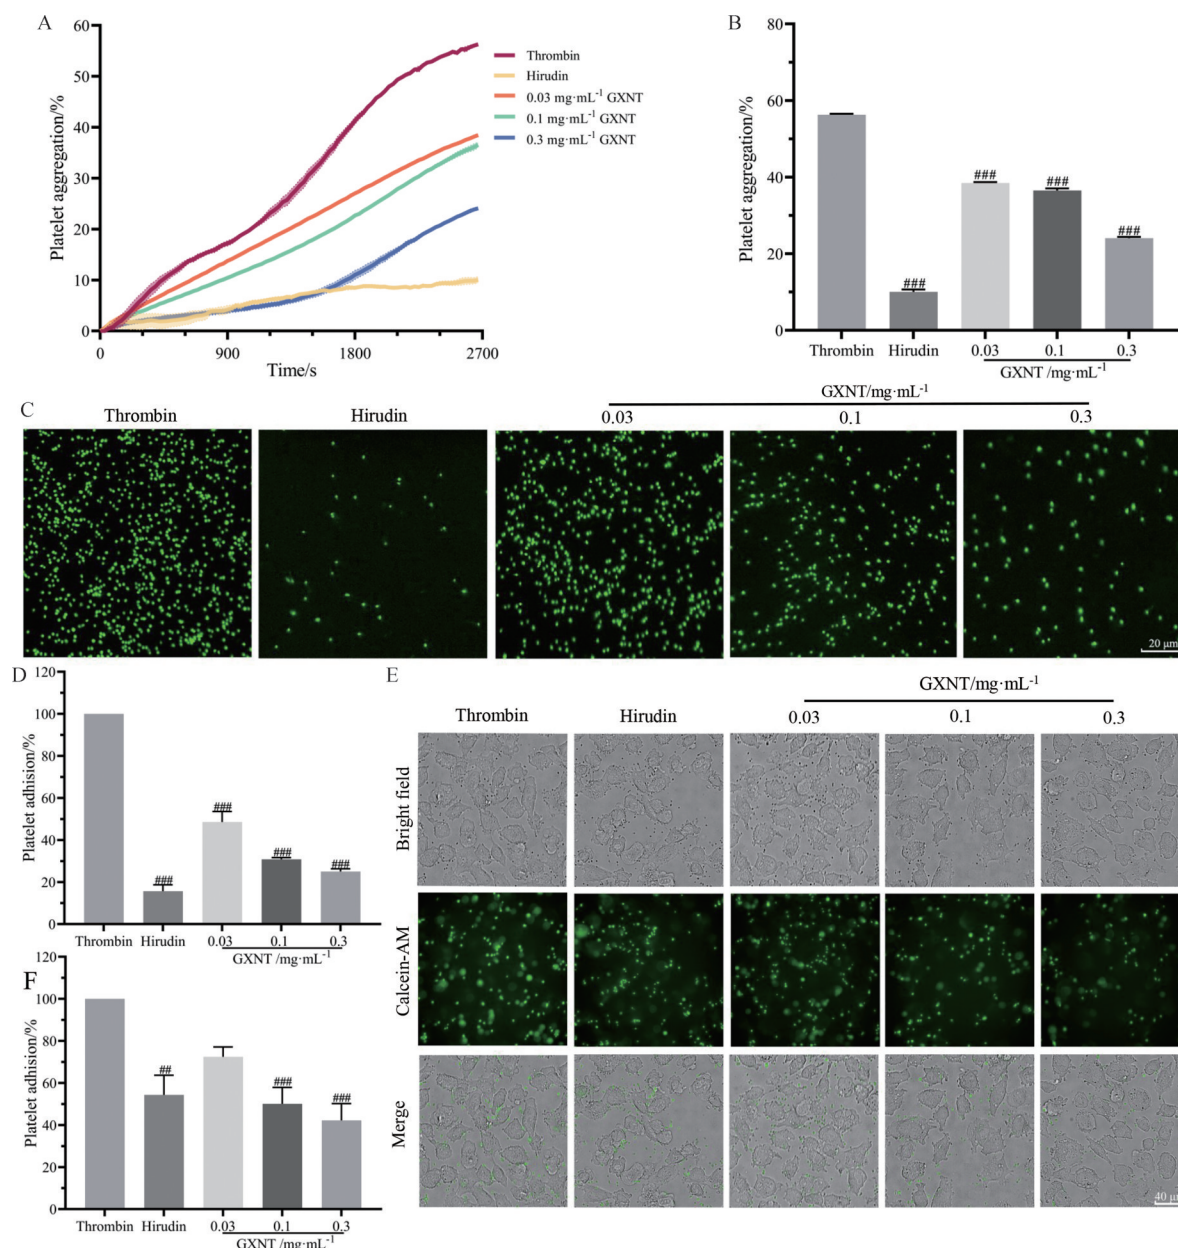 A
Platelet aggregation/%
60
50
40
30
20
10
0
0 900 1800 2700
Time/s
Thrombin
Hirudin
0.03 mg·mL⁻¹ GXNT
0.1 mg·mL⁻¹ GXNT
0.3 mg·mL⁻¹ GXNT
B
Platelet aggregation/%
80
60
40
20
0
###
###
###
###
Thrombin Hirudin 0.03 0.1 0.3
GXNT /mg·mL⁻¹
C
GXNT/mg·mL⁻¹
Thrombin Hirudin 0.03 0.1 0.3
20 μm
D
Platelet adhision/%
120
100
80
60
40
20
0
###
###
###
###
Thrombin Hirudin 0.03 0.1 0.3
GXNT /mg·mL⁻¹
E
GXNT/mg·mL⁻¹
Thrombin Hirudin 0.03 0.1 0.3
Bright field
Calcein-AM
Merge
40 μm
F
Platelet adhision/%
120
100
80
60
40
20
0
##
###
###
Thrombin Hirudin 0.03 0.1 0.3
GXNT /mg·mL⁻¹